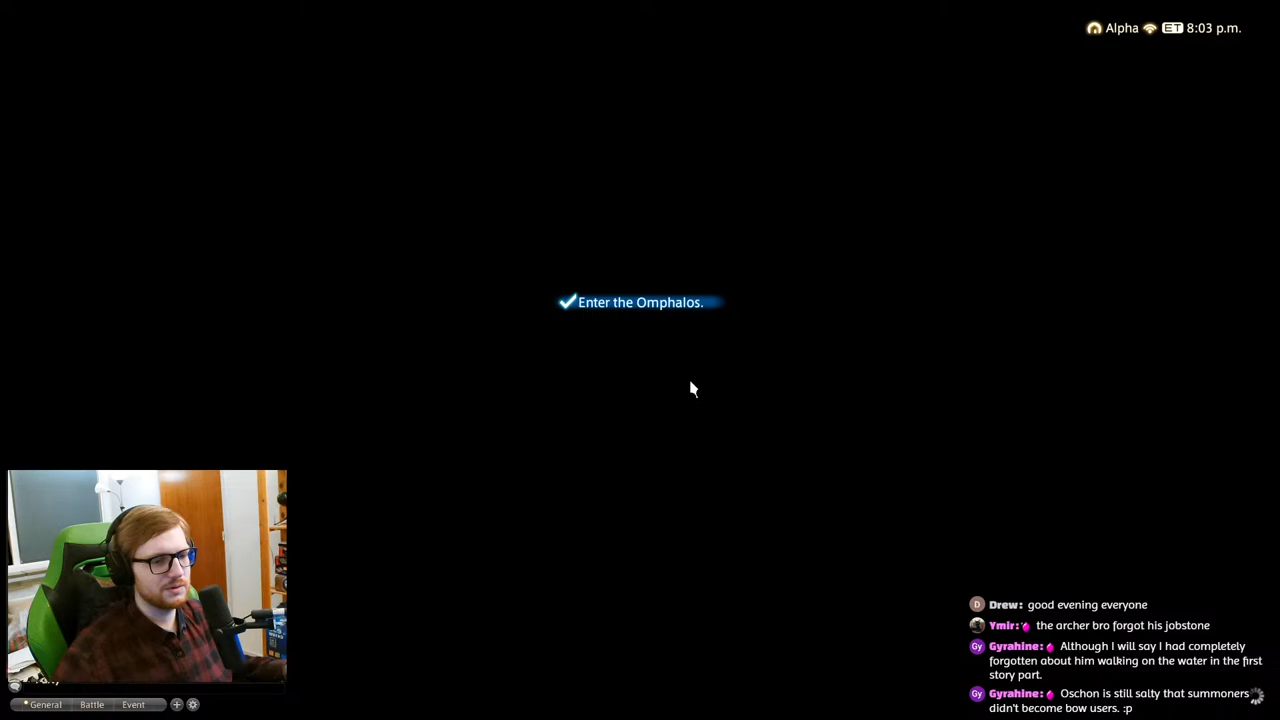 Alpha ET 8:03 p.m.
Enter the Omphalos.
D Drew: good evening everyone
Ymir: the archer bro forgot his jobstone
Gy Gyrahine: Although I will say I had completely
forgotten about him walking on the water in the first
story part.
Gy Gyrahine: Oschon is still salty that summoners
didn't become bow users. :p
General Battle Event